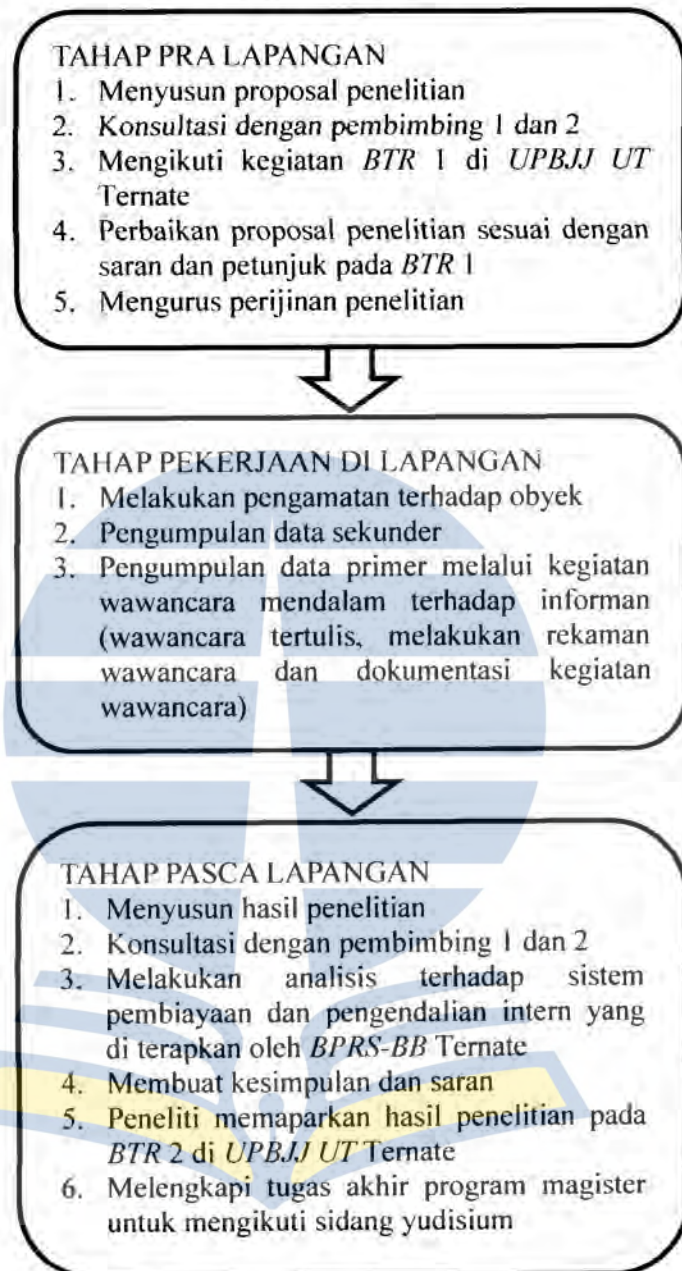 TAHAP PRA LAPANGAN
1. Menyusun proposal penelitian
2. Konsultasi dengan pembimbing 1 dan 2
3. Mengikuti kegiatan BTR 1 di UPBJJ UT
Ternate
4. Perbaikan proposal penelitian sesuai dengan
saran dan petunjuk pada BTR 1
5. Mengurus perijinan penelitian
TAHAP PEKERJAAN DI LAPANGAN
1. Melakukan pengamatan terhadap obyek
2. Pengumpulan data sekunder
3. Pengumpulan data primer melalui kegiatan
wawancara mendalam terhadap informan
(wawancara tertulis, melakukan rekaman
wawancara dan dokumentasi kegiatan
wawancara)
TAHAP PASCA LAPANGAN
1. Menyusun hasil penelitian
2. Konsultasi dengan pembimbing 1 dan 2
3. Melakukan analisis terhadap sistem
pembiayaan dan pengendalian intern yang
di terapkan oleh BPRS-BB Ternate
4. Membuat kesimpulan dan saran
5. Peneliti memaparkan hasil penelitian pada
BTR 2 di UPBJJ UT Ternate
6. Melengkapi tugas akhir program magister
untuk mengikuti sidang yudisium